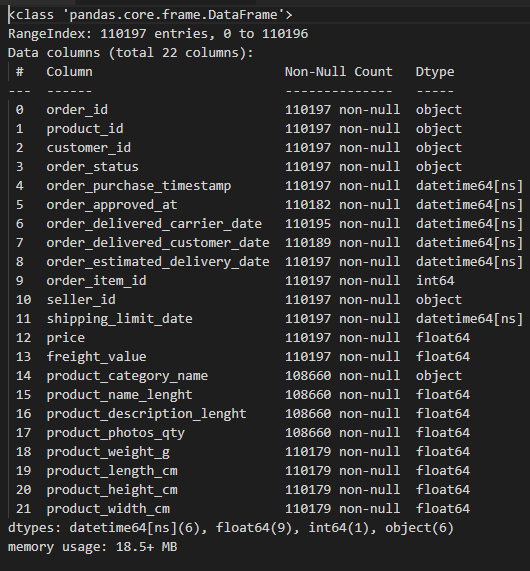 <class 'pandas.core.frame.DataFrame'>
RangeIndex: 110197 entries, 0 to 110196
Data columns (total 22 columns):
 #   Column                         Non-Null Count   Dtype
---  ------                         --------------   -----
 0   order_id                       110197 non-null  object
 1   product_id                     110197 non-null  object
 2   customer_id                    110197 non-null  object
 3   order_status                   110197 non-null  object
 4   order_purchase_timestamp       110197 non-null  datetime64[ns]
 5   order_approved_at              110182 non-null  datetime64[ns]
 6   order_delivered_carrier_date   110195 non-null  datetime64[ns]
 7   order_delivered_customer_date  110189 non-null  datetime64[ns]
 8   order_estimated_delivery_date  110197 non-null  datetime64[ns]
 9   order_item_id                  110197 non-null  int64
 10  seller_id                      110197 non-null  object
 11  shipping_limit_date            110197 non-null  datetime64[ns]
 12  price                          110197 non-null  float64
 13  freight_value                  110197 non-null  float64
 14  product_category_name          108660 non-null  object
 15  product_name_lenght            108660 non-null  float64
 16  product_description_lenght     108660 non-null  float64
 17  product_photos_qty             108660 non-null  float64
 18  product_weight_g               110179 non-null  float64
 19  product_length_cm              110179 non-null  float64
 20  product_height_cm              110179 non-null  float64
 21  product_width_cm               110179 non-null  float64
dtypes: datetime64[ns](6), float64(9), int64(1), object(6)
memory usage: 18.5+ MB